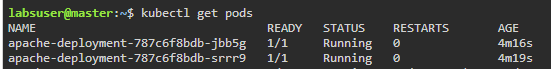 labsuser@master:~$ kubectl get pods
NAME READY STATUS RESTARTS AGE
apache-deployment-787c6f8bdb-jbb5g 1/1 Running 0 4m16s
apache-deployment-787c6f8bdb-srrr9 1/1 Running 0 4m19s